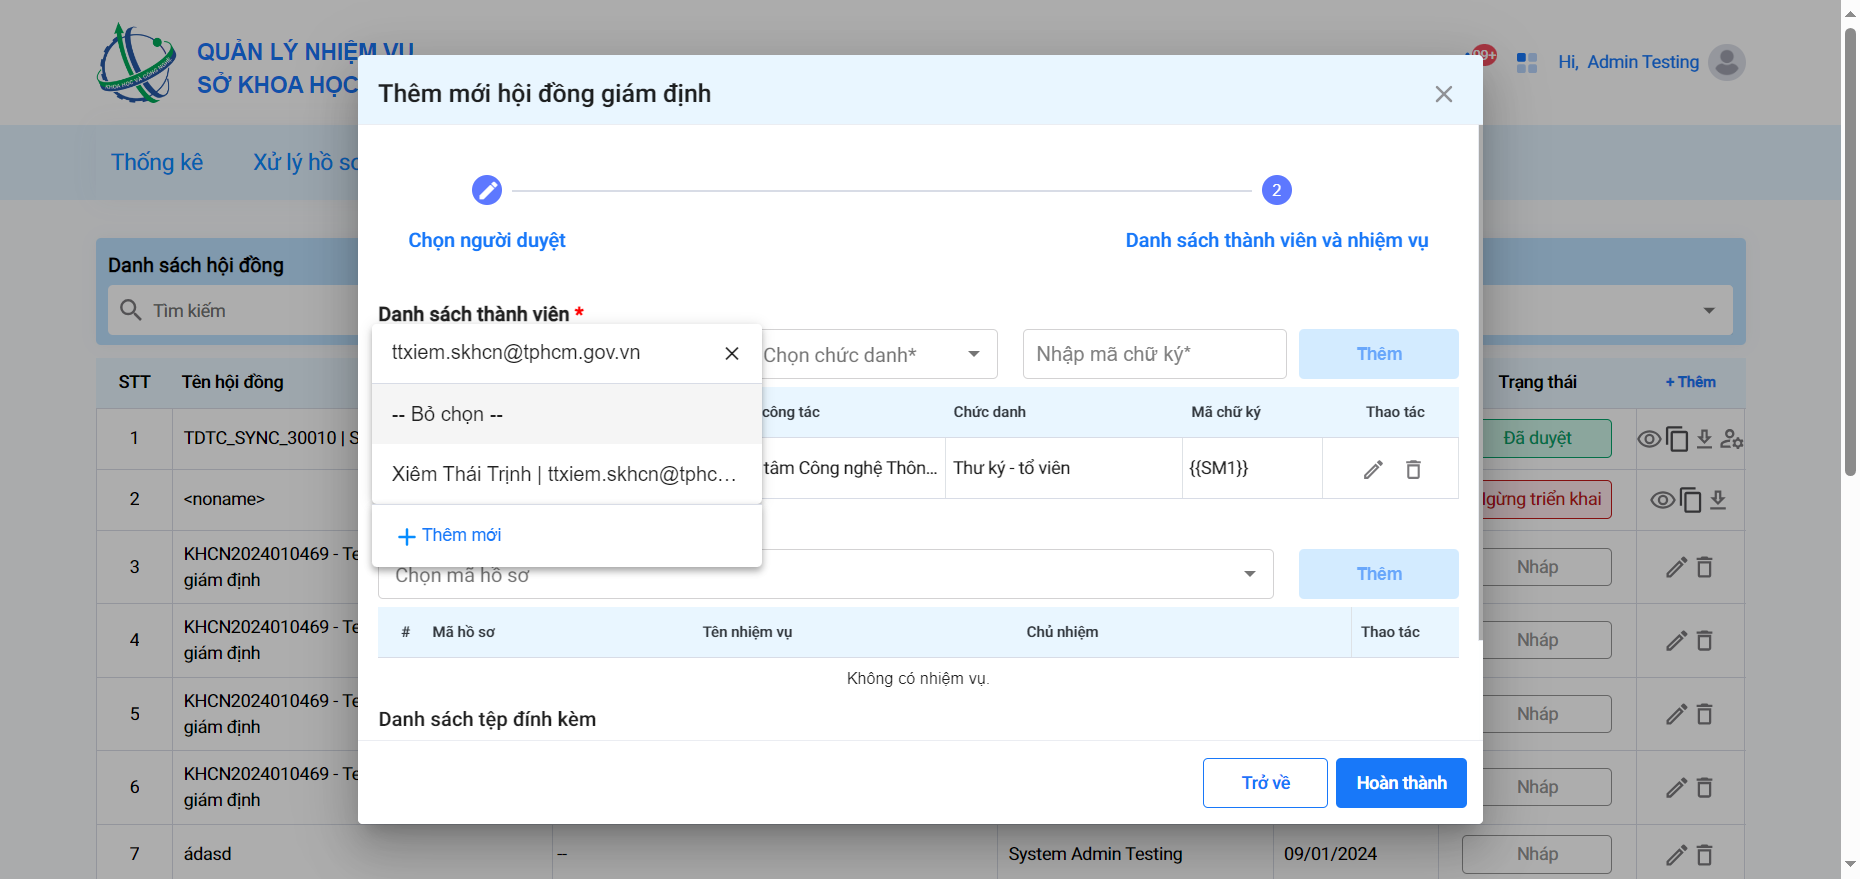 QUẢN LÝ NHIỆM VỤ
SỞ KHOA HỌC
KHOA HỌC VÀ CÔNG NGHỆ
99+
Hi, Admin Testing
Thống kê
Xử lý hồ sơ
Thêm mới hội đồng giám định
2
Chọn người duyệt
Danh sách thành viên và nhiệm vụ
Danh sách hội đồng
Tìm kiếm
Danh sách thành viên *
ttxiem.skhcn@tphcm.gov.vn
Chọn chức danh*
Nhập mã chữ ký*
Thêm
-- Bỏ chọn --
Xiêm Thái Trịnh | ttxiem.skhcn@tphc...
Thêm mới
công tác
Chức danh
Mã chữ ký
Thao tác
tâm Công nghệ Thôn...
Thư ký - tổ viên
{{SM1}}
Chọn mã hồ sơ
Thêm
#
Mã hồ sơ
Tên nhiệm vụ
Chủ nhiệm
Thao tác
Không có nhiệm vụ.
Danh sách tệp đính kèm
Trở về
Hoàn thành
STT
Tên hội đồng
Trạng thái
+ Thêm
1
TDTC_SYNC_30010 | S
Đã duyệt
2
<noname>
gừng triển khai
3
KHCN2024010469 - Te
giám định
Nháp
4
KHCN2024010469 - Te
giám định
Nháp
5
KHCN2024010469 - Te
giám định
Nháp
6
KHCN2024010469 - Te
giám định
Nháp
7
ádasd
--
System Admin Testing
09/01/2024
Nháp